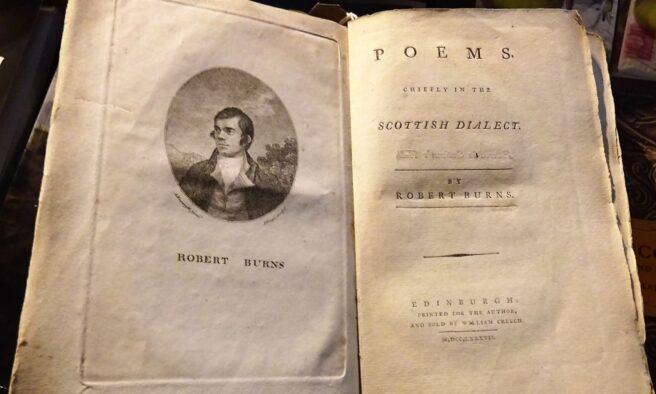 ROBERT BURNS
POEMS,
CHIEFLY IN THE
SCOTTISH DIALECT.
BY
ROBERT BURNS.
EDINBURGH:
PRINTED FOR THE AUTHOR,
AND SOLD BY WILLIAM CREECH.
M,DCC,LXXXVII.